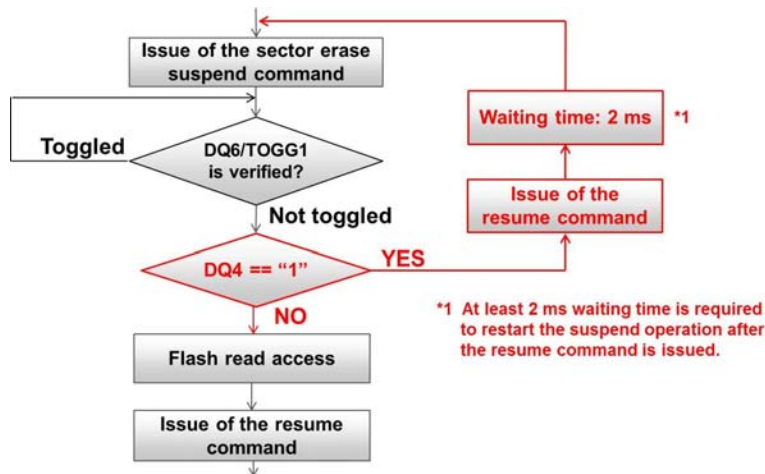 Issue of the sector erase
suspend command
Waiting time: 2 ms
*1
Toggled
DQ6/TOGG1
is verified?
Issue of the
resume command
Not toggled
DQ4 == “1”
YES
NO
*1 At least 2 ms waiting time is required
to restart the suspend operation after
the resume command is issued.
Flash read access
Issue of the resume
command